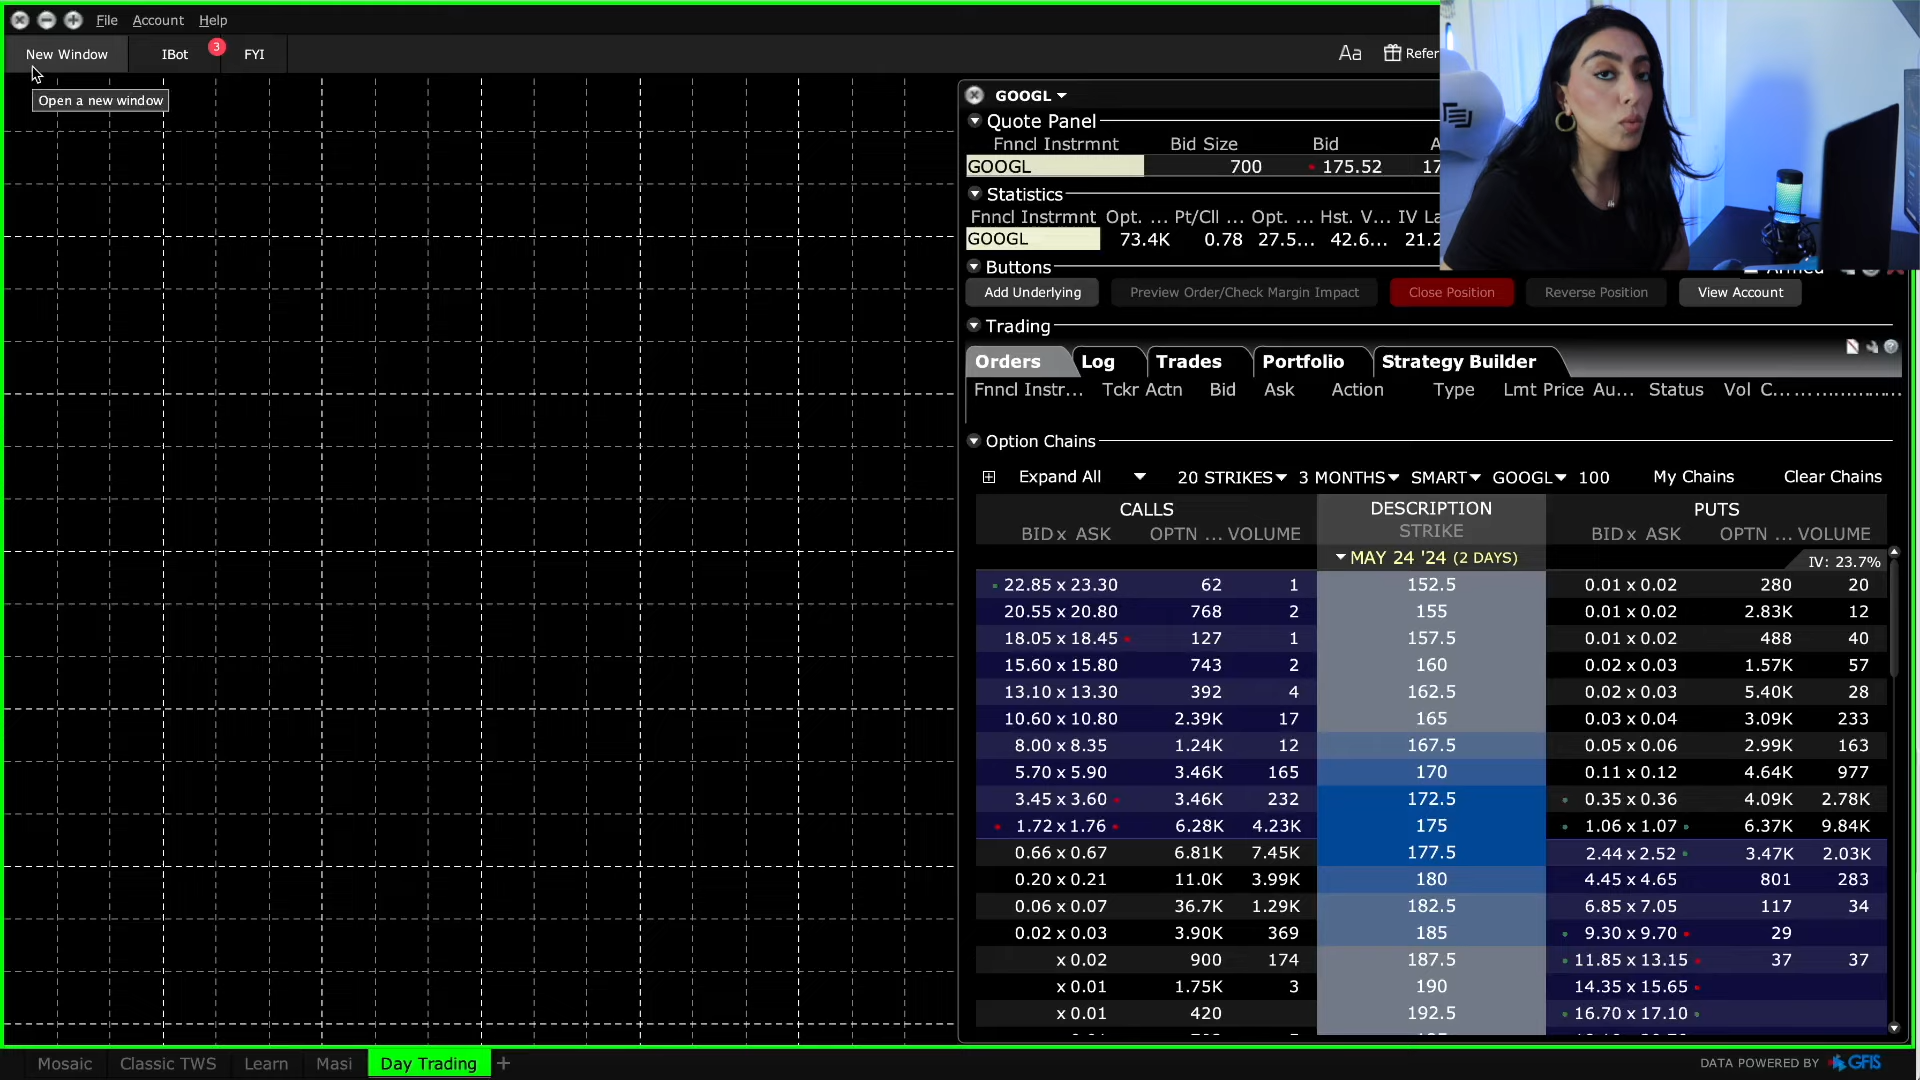 File Account Help
New Window IBot 3 FYI
Aa Refer
Open a new window
GOOGL
Quote Panel
Fnncl Instrmnt Bid Size Bid A
GOOGL 700 175.52 17
Statistics
Fnncl Instrmnt Opt. ... Pt/Cll ... Opt. ... Hst. V... IV La
GOOGL 73.4K 0.78 27.5... 42.6... 21.2
Buttons
Add Underlying Preview Order/Check Margin Impact Close Position Reverse Position View Account
Trading
Orders Log Trades Portfolio Strategy Builder
Fnncl Instr... Tckr Actn Bid Ask Action Type Lmt Price Au... Status Vol C...
Option Chains
Expand All 20 STRIKES 3 MONTHS SMART GOOGL 100 My Chains Clear Chains
CALLS DESCRIPTION PUTS
BID x ASK OPTN ... VOLUME STRIKE BID x ASK OPTN ... VOLUME
MAY 24 '24 (2 DAYS) IV: 23.7%
22.85 x 23.30 62 1 152.5 0.01 x 0.02 280 20
20.55 x 20.80 768 2 155 0.01 x 0.02 2.83K 12
18.05 x 18.45 127 1 157.5 0.01 x 0.02 488 40
15.60 x 15.80 743 2 160 0.02 x 0.03 1.57K 57
13.10 x 13.30 392 4 162.5 0.02 x 0.03 5.40K 28
10.60 x 10.80 2.39K 17 165 0.03 x 0.04 3.09K 233
8.00 x 8.35 1.24K 12 167.5 0.05 x 0.06 2.99K 163
5.70 x 5.90 3.46K 165 170 0.11 x 0.12 4.64K 977
3.45 x 3.60 3.46K 232 172.5 0.35 x 0.36 4.09K 2.78K
1.72 x 1.76 6.28K 4.23K 175 1.06 x 1.07 6.37K 9.84K
0.66 x 0.67 6.81K 7.45K 177.5 2.44 x 2.52 3.47K 2.03K
0.20 x 0.21 11.0K 3.99K 180 4.45 x 4.65 801 283
0.06 x 0.07 36.7K 1.29K 182.5 6.85 x 7.05 117 34
0.02 x 0.03 3.90K 369 185 9.30 x 9.70 29
x 0.02 900 174 187.5 11.85 x 13.15 37 37
x 0.01 1.75K 3 190 14.35 x 15.65
x 0.01 420 192.5 16.70 x 17.10
Mosaic Classic TWS Learn Masi Day Trading + DATA POWERED BY GFIS